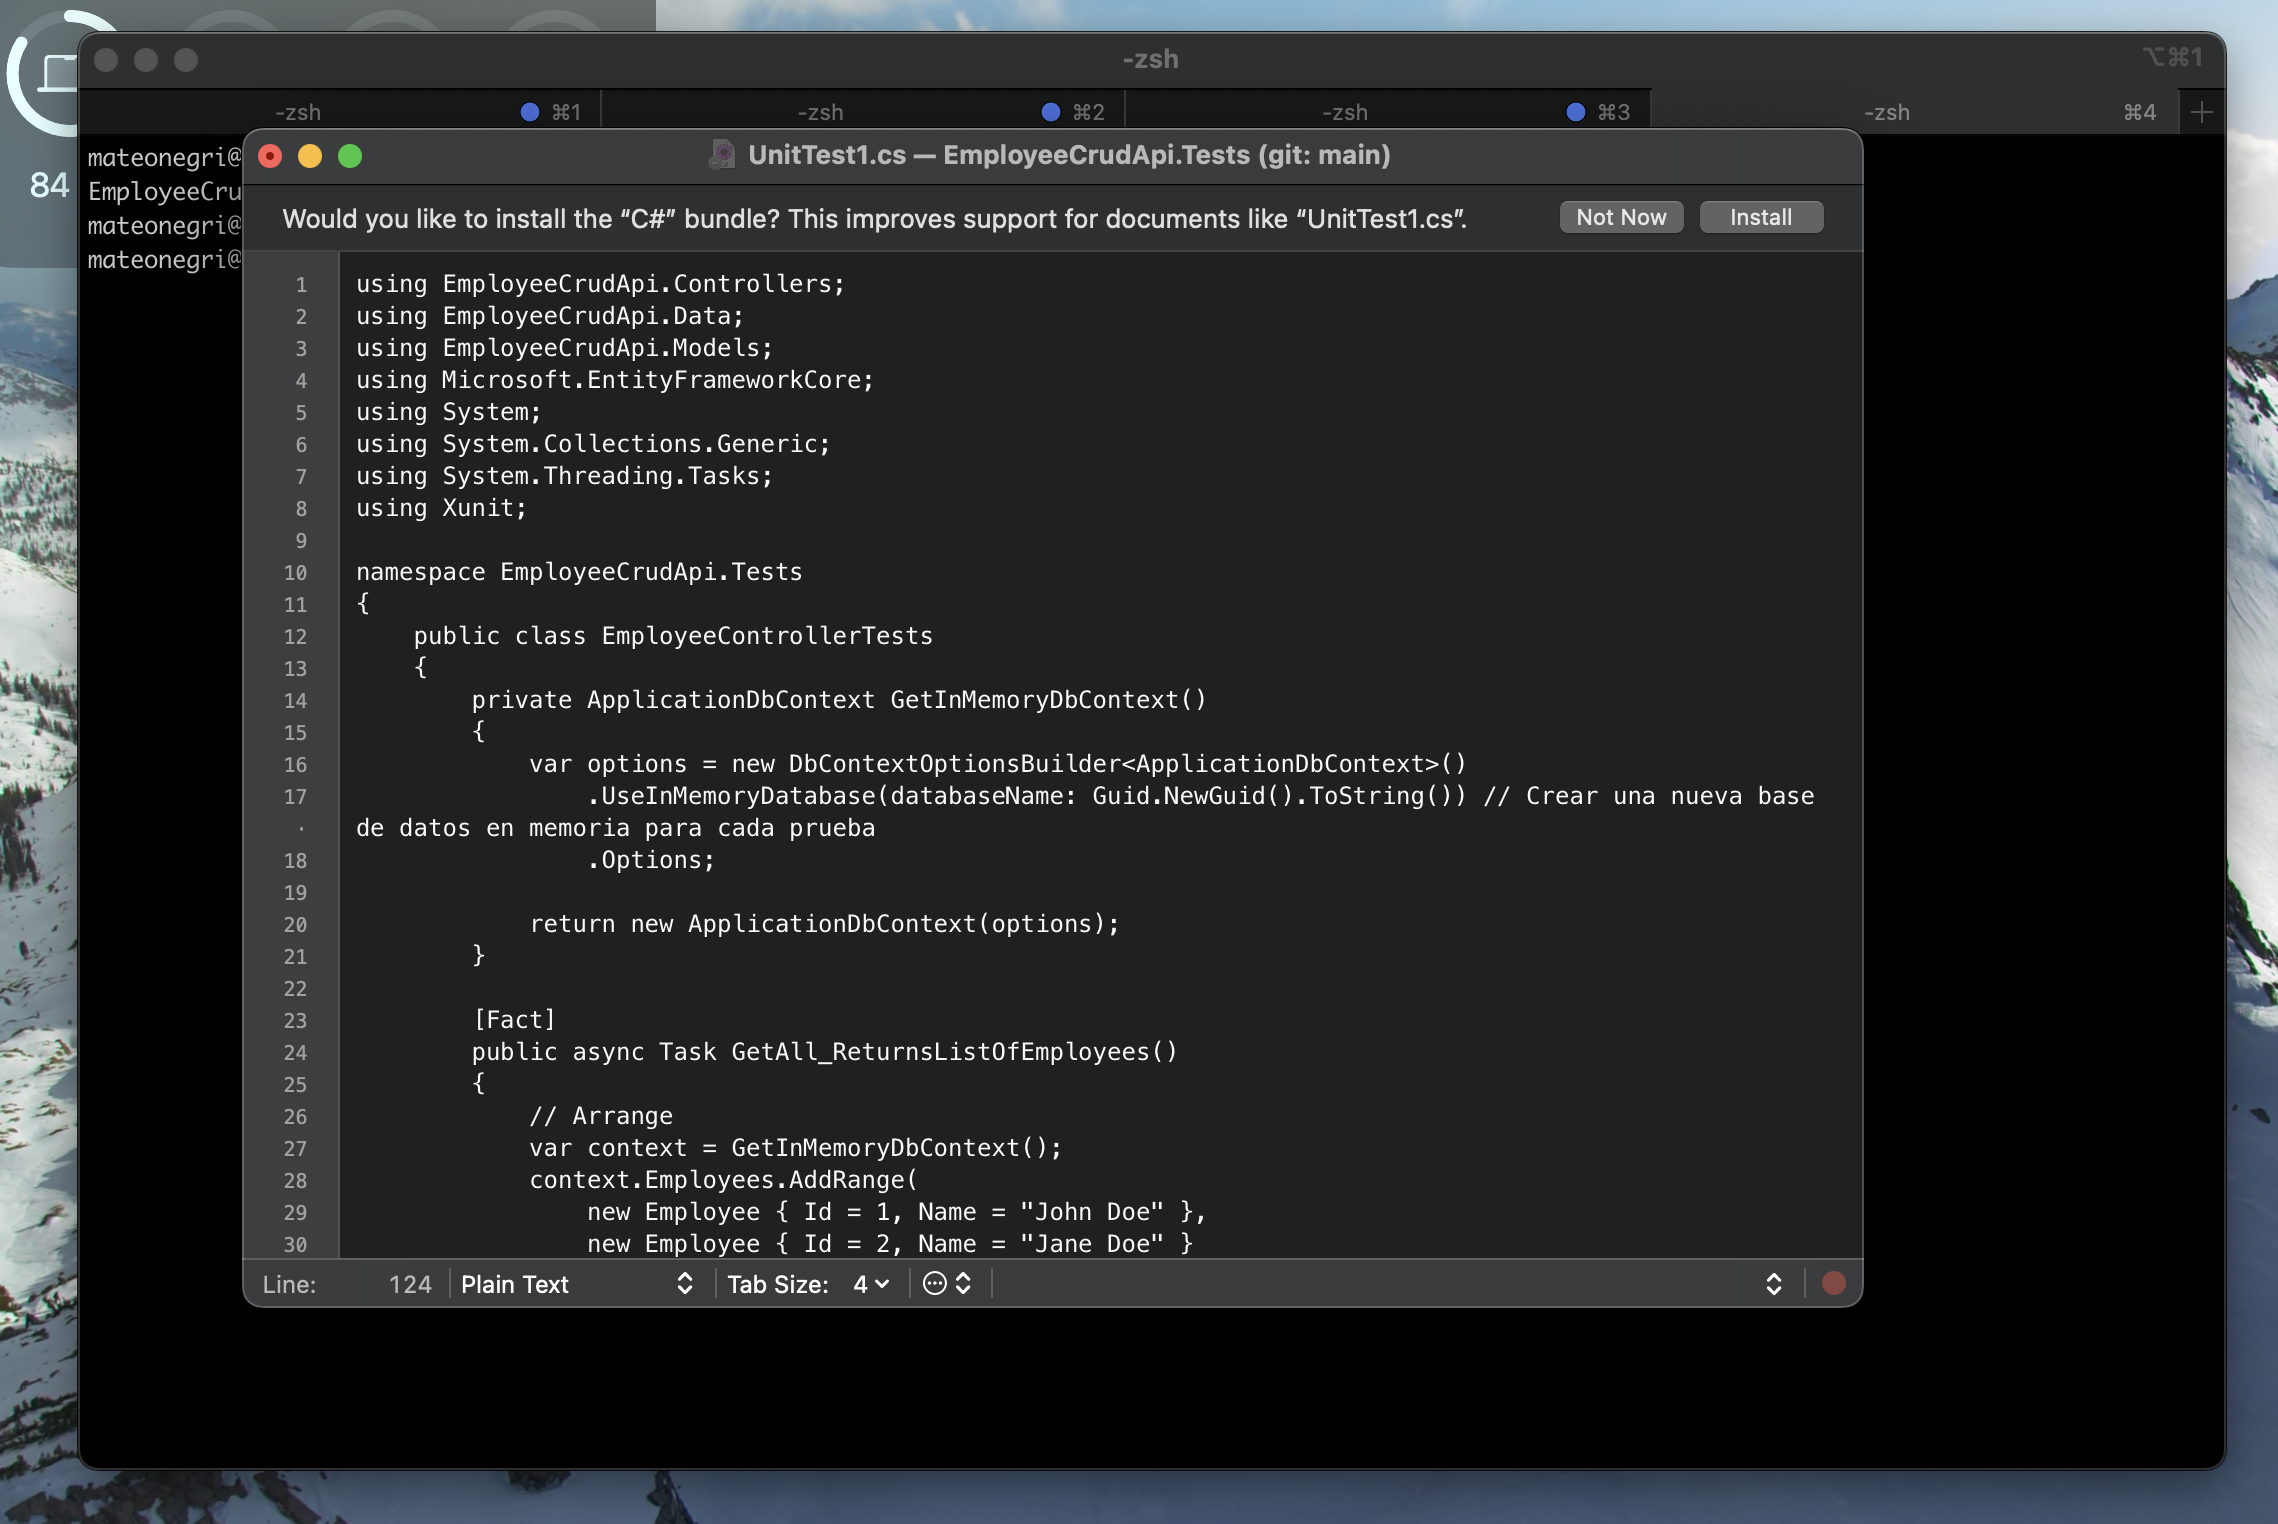 -zsh
⌥⌘1
-zsh ⌘1 -zsh ⌘2 -zsh ⌘3 -zsh ⌘4
84
mateonegri@
EmployeeCru
mateonegri@
mateonegri@
UnitTest1.cs — EmployeeCrudApi.Tests (git: main)
Would you like to install the “C#” bundle? This improves support for documents like “UnitTest1.cs”. Not Now Install
1 using EmployeeCrudApi.Controllers;
2 using EmployeeCrudApi.Data;
3 using EmployeeCrudApi.Models;
4 using Microsoft.EntityFrameworkCore;
5 using System;
6 using System.Collections.Generic;
7 using System.Threading.Tasks;
8 using Xunit;
9
10 namespace EmployeeCrudApi.Tests
11 {
12     public class EmployeeControllerTests
13     {
14         private ApplicationDbContext GetInMemoryDbContext()
15         {
16             var options = new DbContextOptionsBuilder<ApplicationDbContext>()
17                 .UseInMemoryDatabase(databaseName: Guid.NewGuid().ToString()) // Crear una nueva base
· de datos en memoria para cada prueba
18                 .Options;
19
20             return new ApplicationDbContext(options);
21         }
22
23         [Fact]
24         public async Task GetAll_ReturnsListOfEmployees()
25         {
26             // Arrange
27             var context = GetInMemoryDbContext();
28             context.Employees.AddRange(
29                 new Employee { Id = 1, Name = "John Doe" },
30                 new Employee { Id = 2, Name = "Jane Doe" }
Line: 124 Plain Text Tab Size: 4